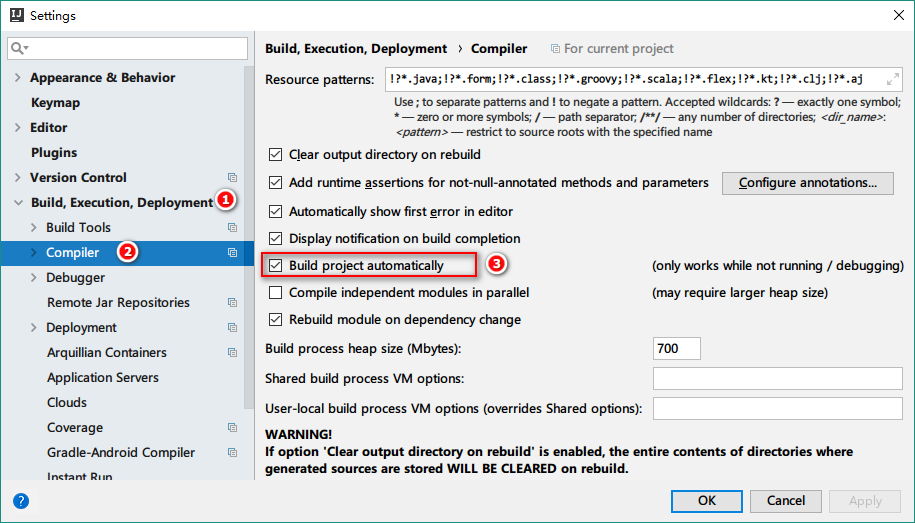 Settings
Appearance & Behavior
Keymap
Editor
Plugins
Version Control
Build, Execution, Deployment 1
Build Tools
Compiler 2
Debugger
Remote Jar Repositories
Deployment
Arquillian Containers
Application Servers
Clouds
Coverage
Gradle-Android Compiler
Instant Run
Build, Execution, Deployment › Compiler For current project
Resource patterns: !?*.java;!?*.form;!?*.class;!?*.groovy;!?*.scala;!?*.flex;!?*.kt;!?*.clj;!?*.aj
Use ; to separate patterns and ! to negate a pattern. Accepted wildcards: ? — exactly one symbol;
* — zero or more symbols; / — path separator; /**/ — any number of directories; <dir_name>:
<pattern> — restrict to source roots with the specified name
Clear output directory on rebuild
Add runtime assertions for not-null-annotated methods and parameters Configure annotations...
Automatically show first error in editor
Display notification on build completion
Build project automatically 3 (only works while not running / debugging)
Compile independent modules in parallel (may require larger heap size)
Rebuild module on dependency change
Build process heap size (Mbytes): 700
Shared build process VM options:
User-local build process VM options (overrides Shared options):
WARNING!
If option 'Clear output directory on rebuild' is enabled, the entire contents of directories where
generated sources are stored WILL BE CLEARED on rebuild.
? OK Cancel Apply